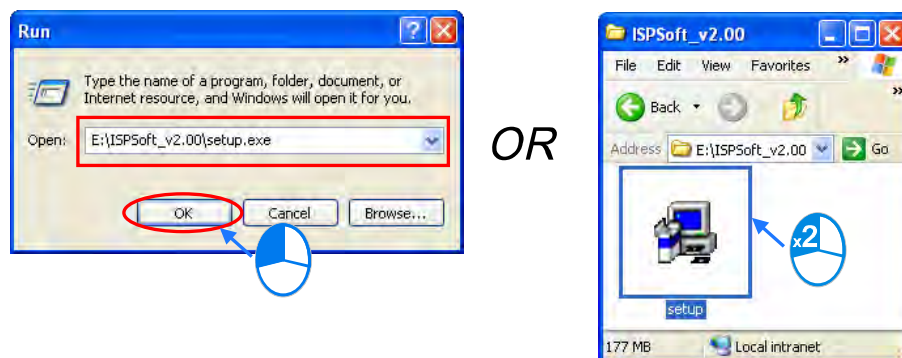 Run
Type the name of a program, folder, document, or
Internet resource, and Windows will open it for you.
Open: E:\ISPSoft_v2.00\setup.exe
OK Cancel Browse...
OR
ISPSoft_v2.00
File Edit View Favorites »
Back »
Address E:\ISPSoft_v2.00 Go
x2
setup
177 MB Local intranet